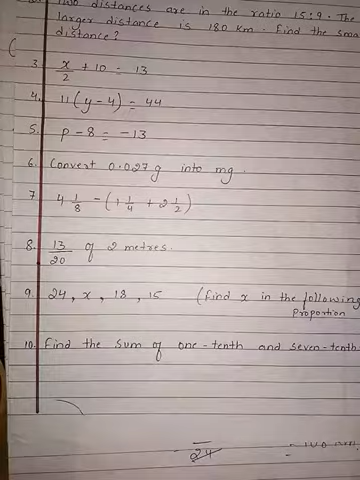 Two distances are in the ratio 15:9. The
larger distance is 180 km. Find the
distance?
3. x/2 + 10 = 13
4. 11(y-4) = 44
5. p - 8 = -13
6. Convert 0.027g into mg.
7 4 1/8 - (1 1/4 + 2 1/2)
8. 13/20 of 2 metres.
9. 24, x, 18, 15 (find x in the following
Proportion
10. Find the sum of one-tenth and seven-tenth
24